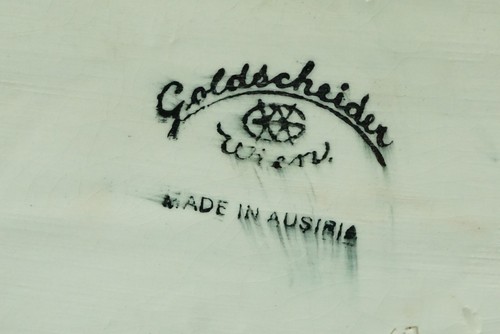 Goldscheider
Wien.
MADE IN AUSTRIA